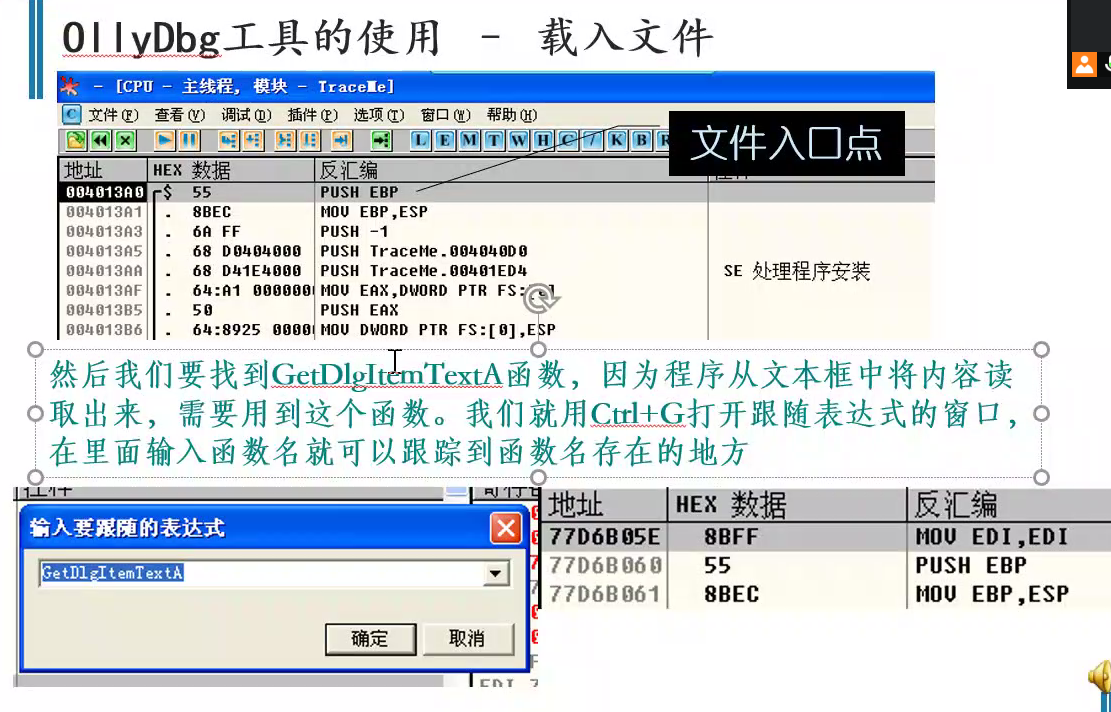 OllyDbg工具的使用 - 载入文件
- [CPU - 主线程, 模块 - TraceMe]
C 文件(F) 查看(V) 调试(D) 插件(P) 选项(T) 窗口(W) 帮助(H)
L E M T W H C / K B R
文件入口点
地址 HEX 数据 反汇编
004013A0 $ 55 PUSH EBP
004013A1 . 8BEC MOV EBP,ESP
004013A3 . 6A FF PUSH -1
004013A5 . 68 D0404000 PUSH TraceMe.004040D0
004013AA . 68 D41E4000 PUSH TraceMe.00401ED4 SE 处理程序安装
004013AF . 64:A1 000000 MOV EAX,DWORD PTR FS:[0]
004013B5 . 50 PUSH EAX
004013B6 . 64:8925 0000 MOV DWORD PTR FS:[0],ESP
然后我们要找到GetDlgItemTextA函数，因为程序从文本框中将内容读
取出来，需要用到这个函数。我们就用Ctrl+G打开跟随表达式的窗口，
在里面输入函数名就可以跟踪到函数名存在的地方
输入要跟随的表达式
GetDlgItemTextA
确定 取消
地址 HEX 数据 反汇编
77D6B05E 8BFF MOV EDI,EDI
77D6B060 55 PUSH EBP
77D6B061 8BEC MOV EBP,ESP